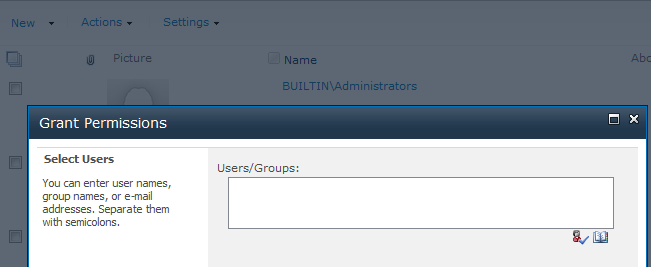 New Actions Settings
Picture Name Abo
BUILTIN\Administrators
Grant Permissions
Select Users
You can enter user names,
group names, or e-mail
addresses. Separate them
with semicolons.
Users/Groups: